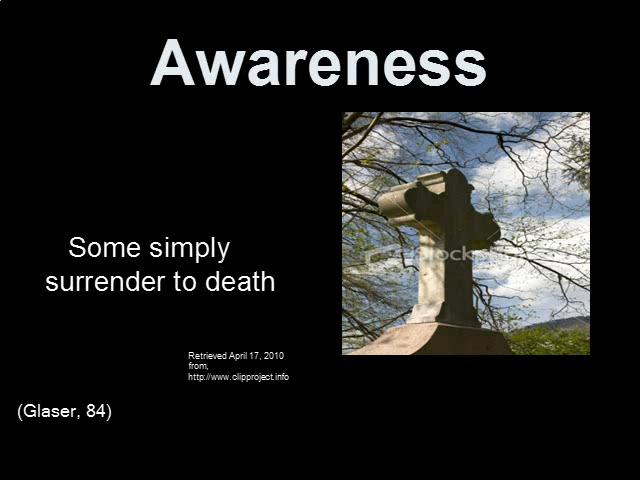 Awareness
Some simply
surrender to death
Retrieved April 17, 2010
from,
http://www.clipproject.info
(Glaser, 84)